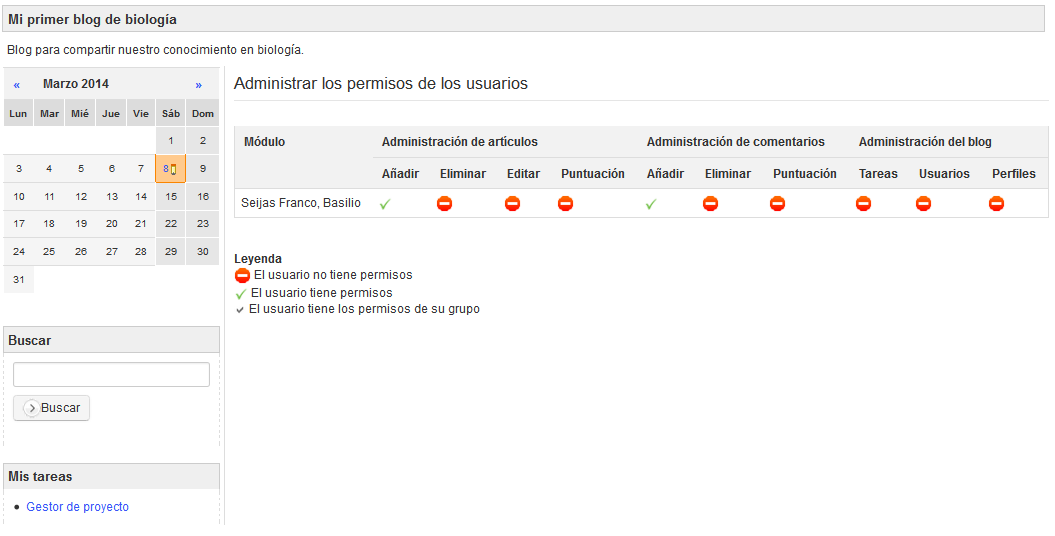 Mi primer blog de biología
Blog para compartir nuestro conocimiento en biología.
« Marzo 2014 »
Lun Mar Mié Jue Vie Sáb Dom
1 2
3 4 5 6 7 8 9
10 11 12 13 14 15 16
17 18 19 20 21 22 23
24 25 26 27 28 29 30
31
Buscar
Buscar
Mis tareas
Gestor de proyecto
Administrar los permisos de los usuarios
Módulo Administración de artículos Administración de comentarios Administración del blog
Añadir Eliminar Editar Puntuación Añadir Eliminar Puntuación Tareas Usuarios Perfiles
Seijas Franco, Basilio
Leyenda
El usuario no tiene permisos
El usuario tiene permisos
El usuario tiene los permisos de su grupo